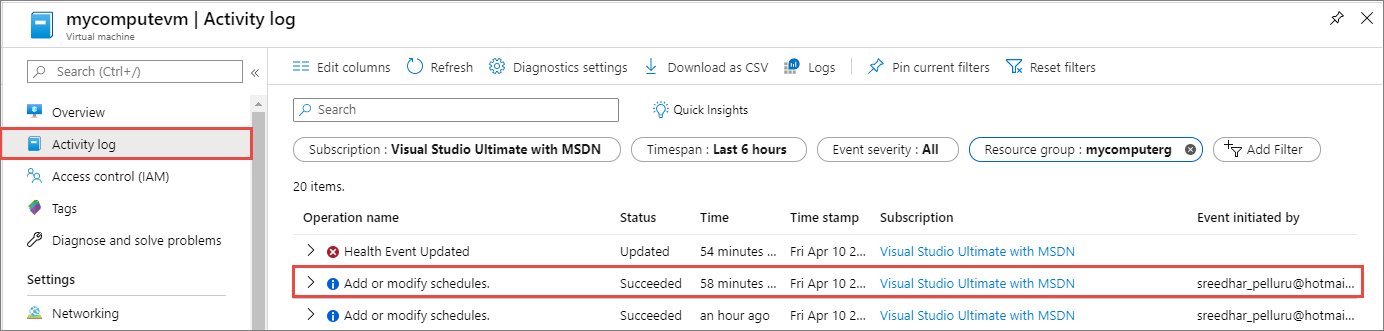 mycomputevm | Activity log
Virtual machine
Search (Ctrl+/)
«
Edit columns Refresh Diagnostics settings Download as CSV Logs Pin current filters Reset filters
Overview
Activity log
Access control (IAM)
Tags
Diagnose and solve problems
Settings
Networking
Search Quick Insights
Subscription : Visual Studio Ultimate with MSDN Timespan : Last 6 hours Event severity : All Resource group : mycomputerg Add Filter
20 items.
Operation name Status Time Time stamp Subscription Event initiated by
Health Event Updated Updated 54 minutes ... Fri Apr 10 2... Visual Studio Ultimate with MSDN
Add or modify schedules. Succeeded 58 minutes ... Fri Apr 10 2... Visual Studio Ultimate with MSDN sreedhar_pelluru@hotmai...
Add or modify schedules. Succeeded an hour ago Fri Apr 10 2... Visual Studio Ultimate with MSDN sreedhar_pelluru@hotmai...